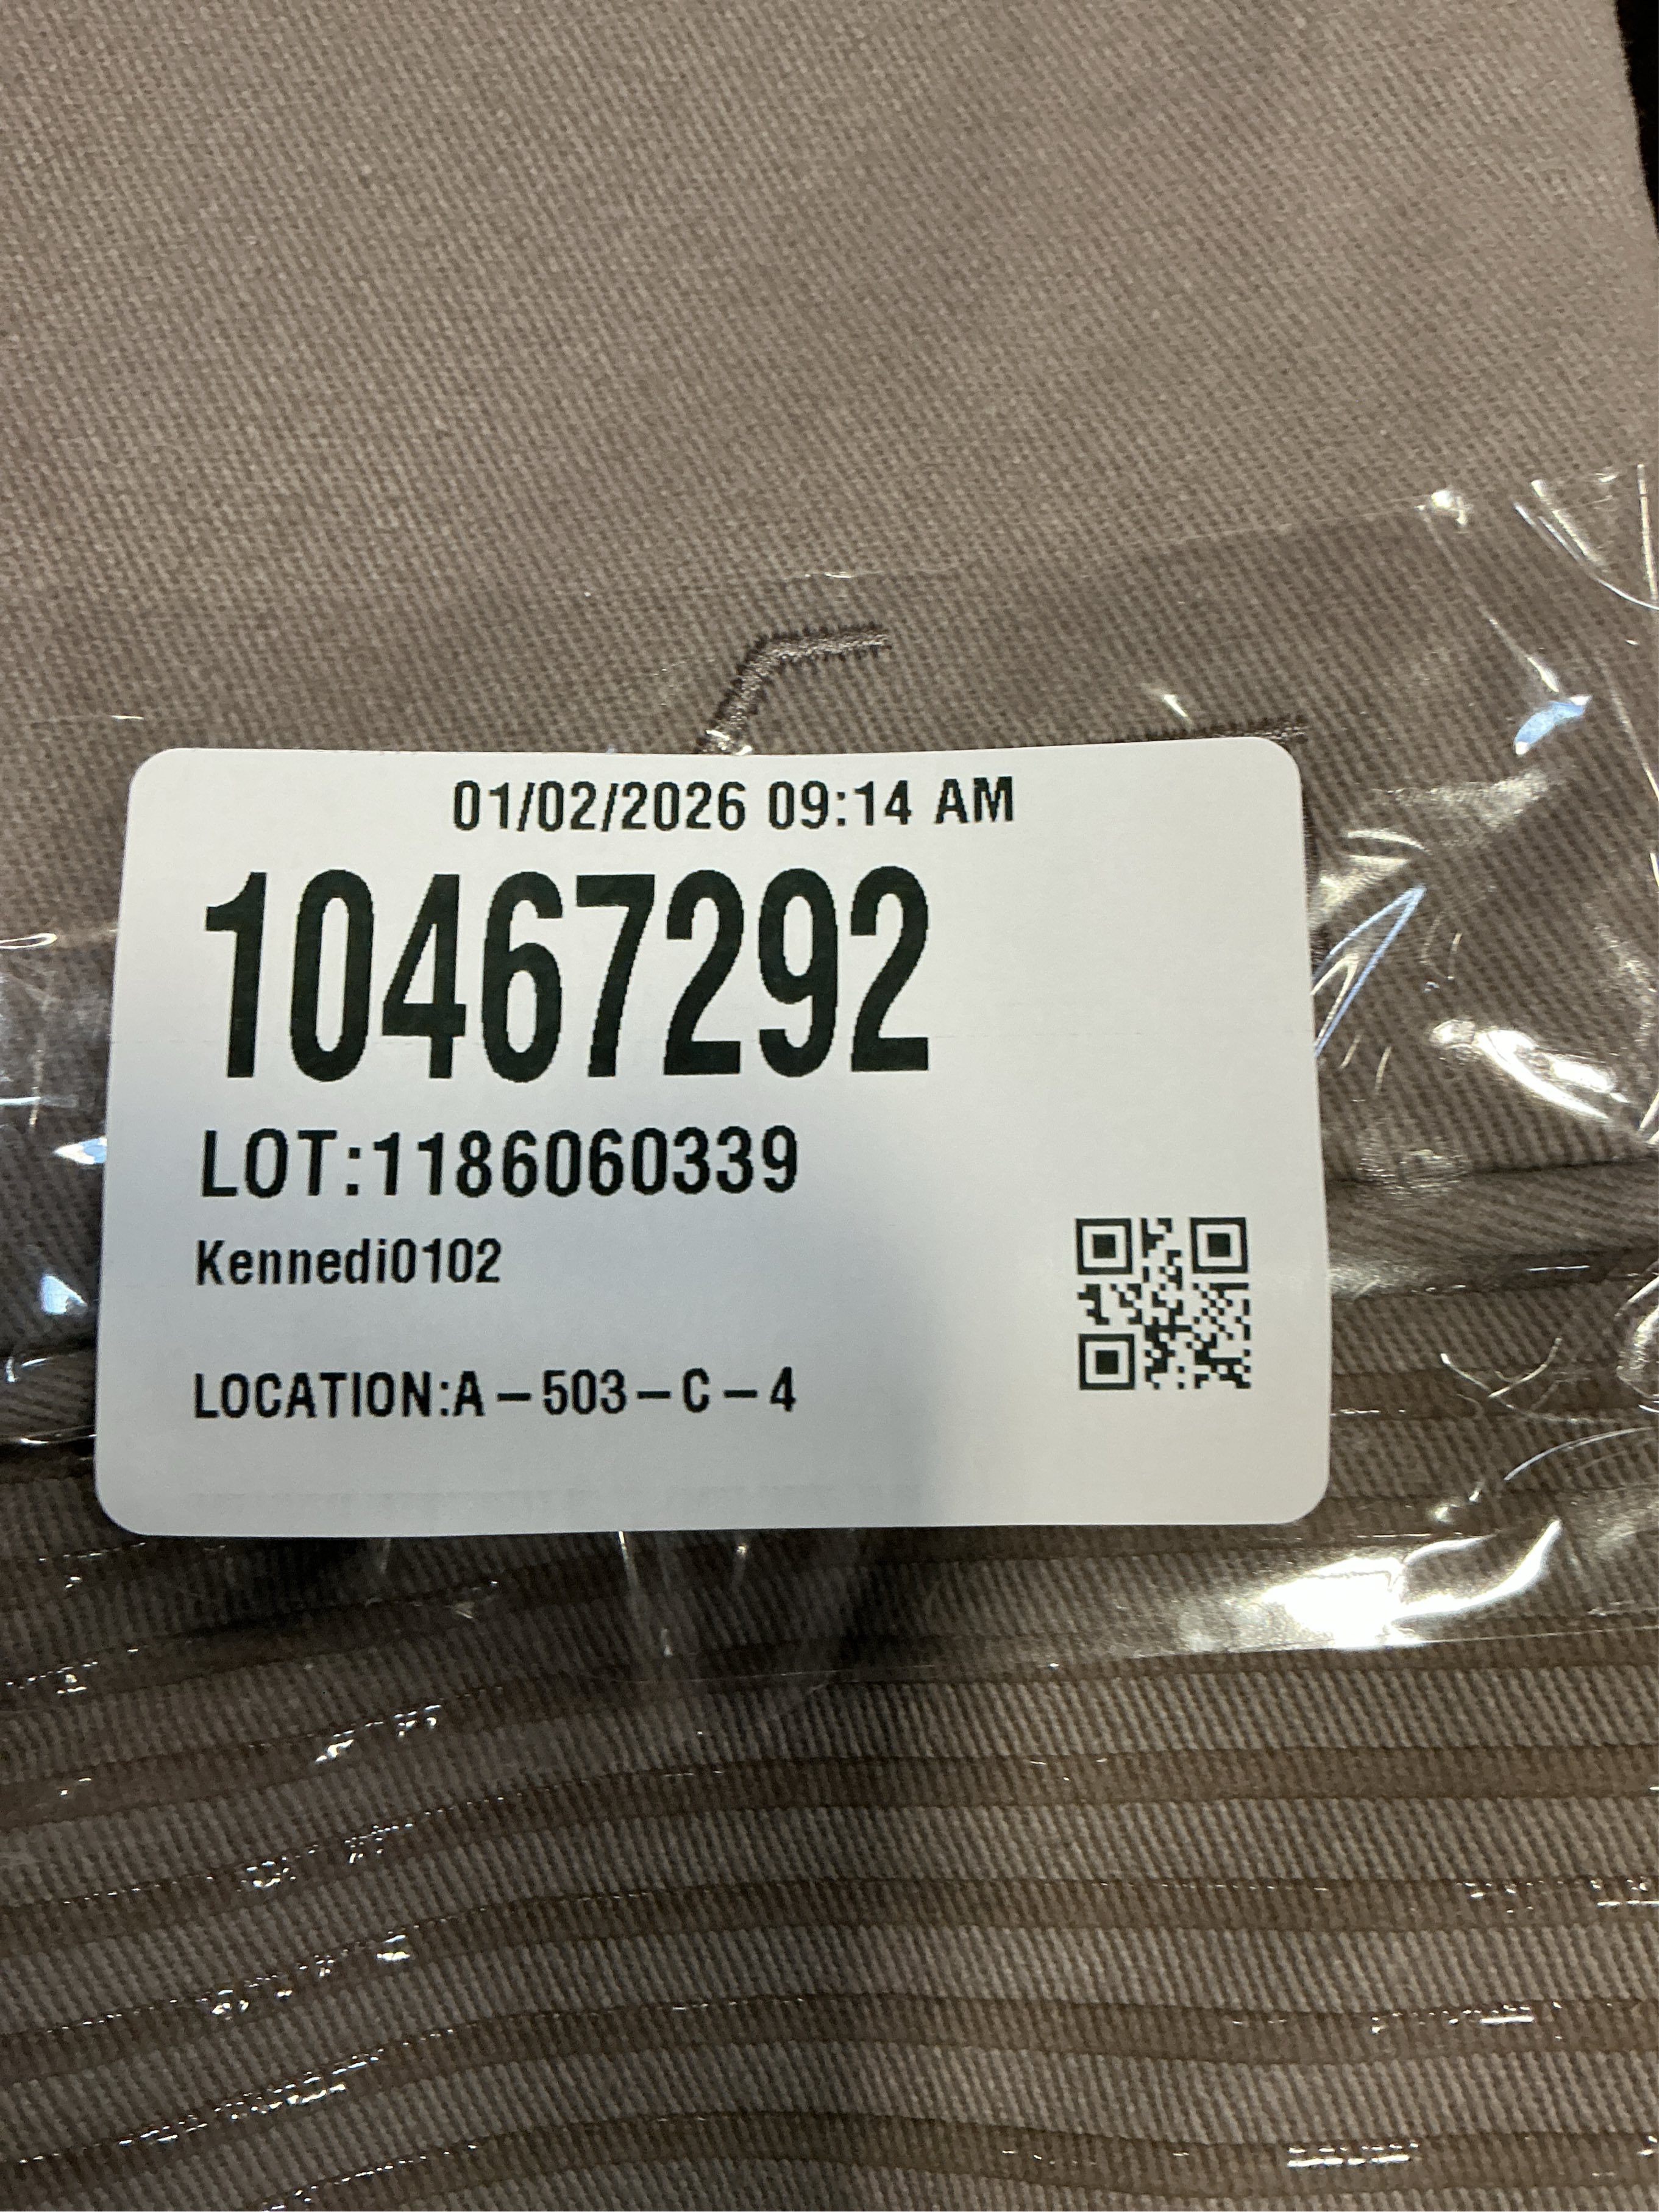 01/02/2026 09:14 AM
10467292
LOT:1186060339
Kennedi0102
LOCATION:A-503-C-4